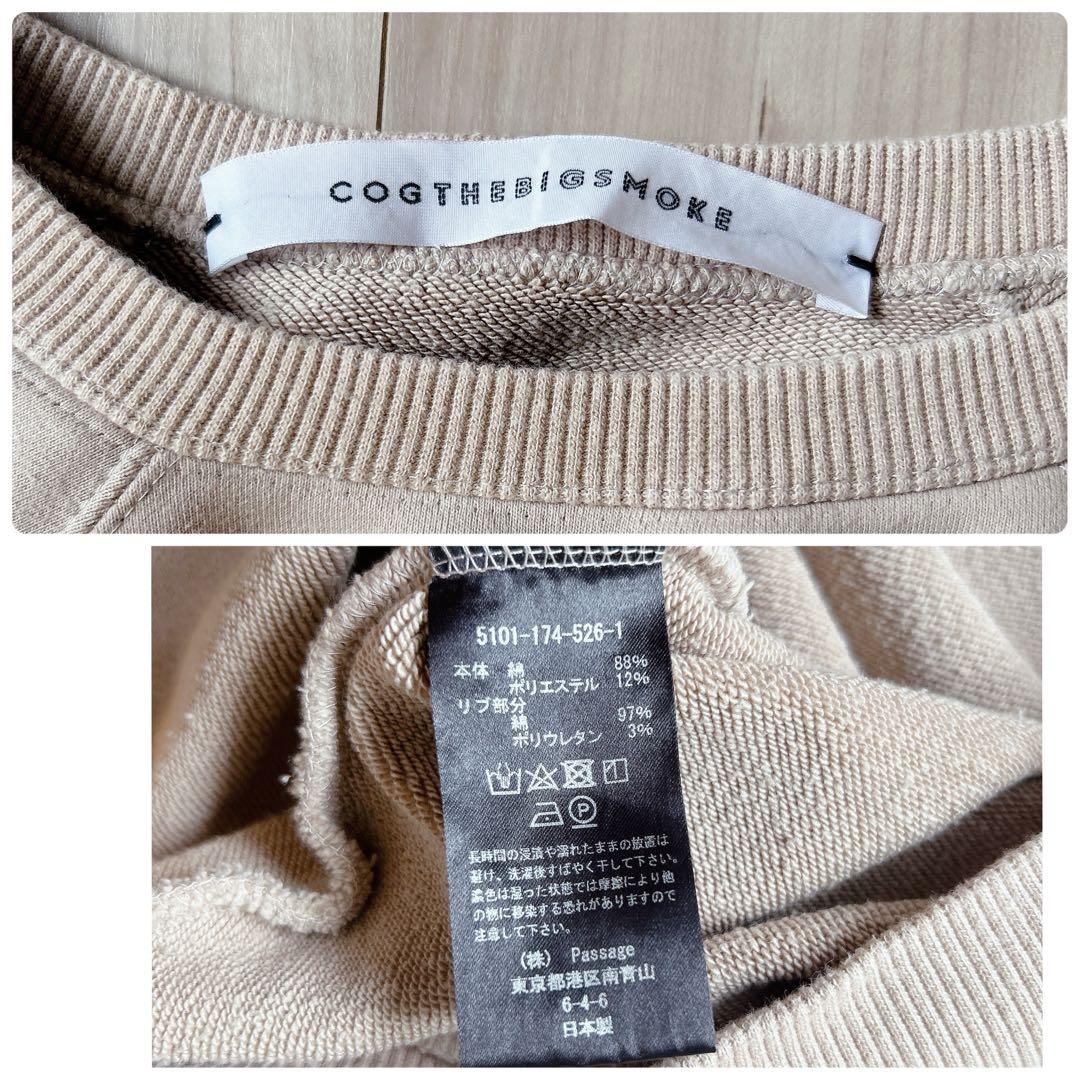 COGTHEBIGSMOKE
5101-174-526-1
本体 綿 88%
ポリエステル 12%
リブ部分
綿 97%
ポリウレタン 3%
P
長時間の浸漬や濡れたままの放置は
避け、洗濯後すばやく干して下さい。
濃色は湿った状態では摩擦により他
の物に移染する恐れがありますので
注意して下さい。
(株) Passage
東京都港区南青山
6-4-6
日本製